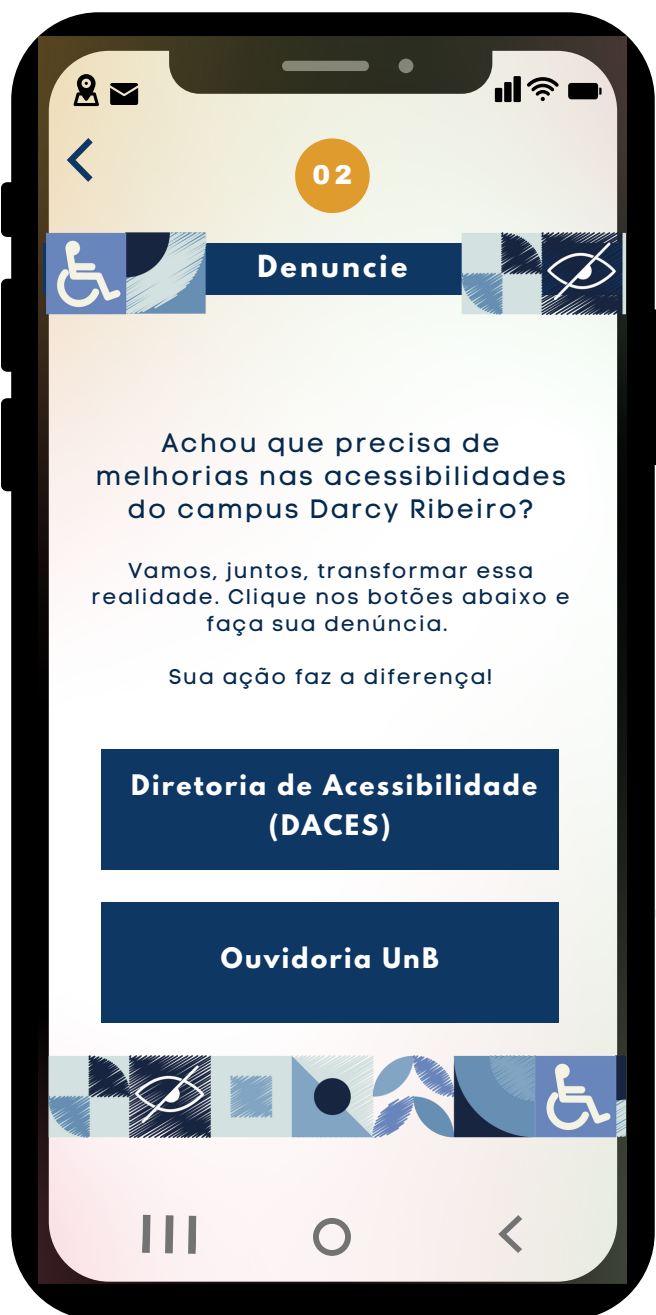 02
Denuncie
Achou que precisa de
melhorias nas acessibilidades
do campus Darcy Ribeiro?
Vamos, juntos, transformar essa
realidade. Clique nos botões abaixo e
faça sua denúncia.
Sua ação faz a diferença!
Diretoria de Acessibilidade
(DACES)
Ouvidoria UnB